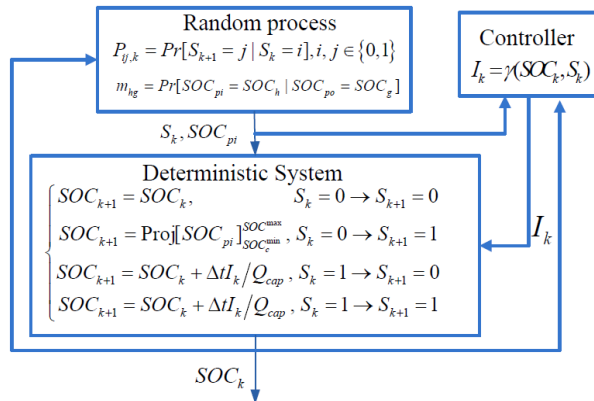 Random process
P_{ij,k} = Pr[S_{k+1} = j | S_k = i], i, j ∈ {0,1}
m_{hg} = Pr[SOC_{pi} = SOC_h | SOC_{po} = SOC_g]
Controller
I_k = γ(SOC_k, S_k)
S_k, SOC_{pi}
Deterministic System
SOC_{k+1} = SOC_k, S_k = 0 → S_{k+1} = 0
SOC_{k+1} = Proj[SOC_{pi}]_{SOC_c^{min}}^{SOC^{max}}, S_k = 0 → S_{k+1} = 1
SOC_{k+1} = SOC_k + ΔtI_k/Q_{cap}, S_k = 1 → S_{k+1} = 0
SOC_{k+1} = SOC_k + ΔtI_k/Q_{cap}, S_k = 1 → S_{k+1} = 1
I_k
SOC_k